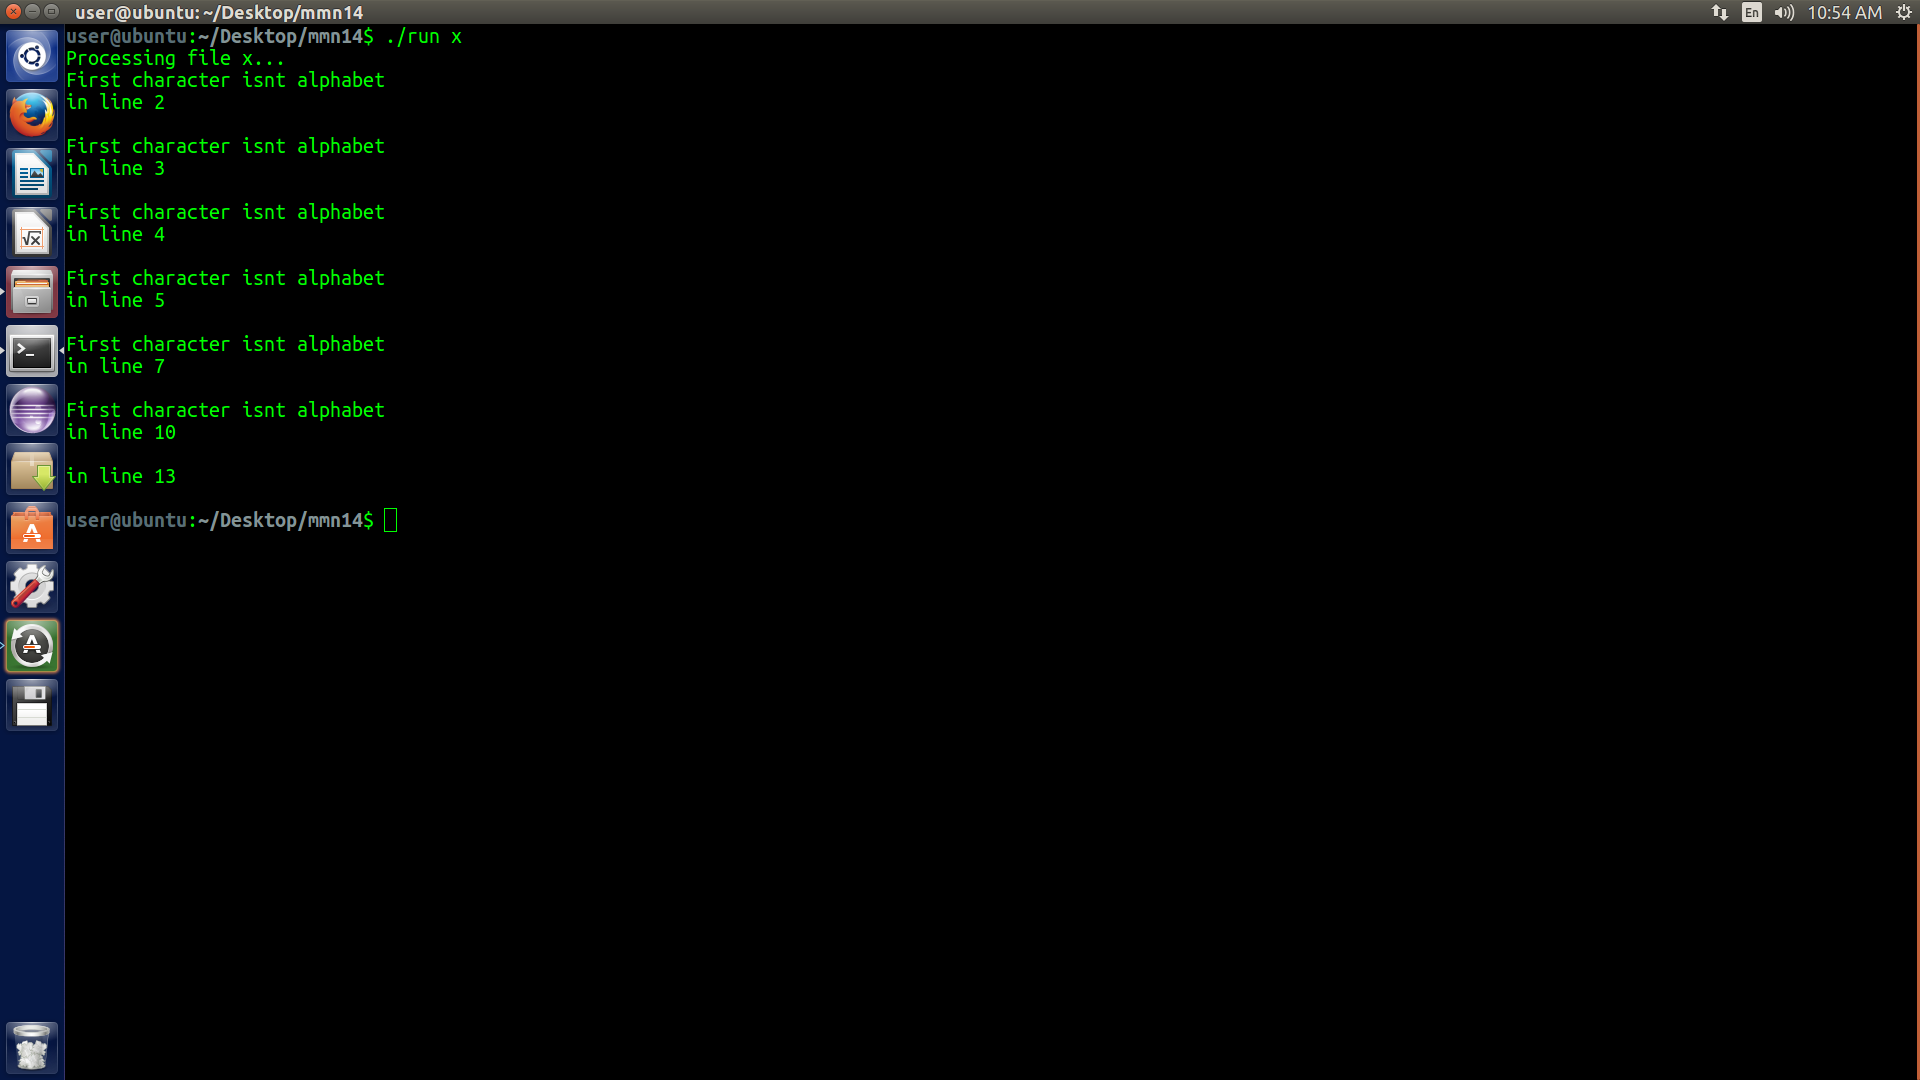 user@ubuntu: ~/Desktop/mmn14
En
10:54 AM
user@ubuntu:~/Desktop/mmn14$ ./run x
Processing file x...
First character isnt alphabet
in line 2
First character isnt alphabet
in line 3
First character isnt alphabet
in line 4
First character isnt alphabet
in line 5
First character isnt alphabet
in line 7
First character isnt alphabet
in line 10
in line 13
user@ubuntu:~/Desktop/mmn14$